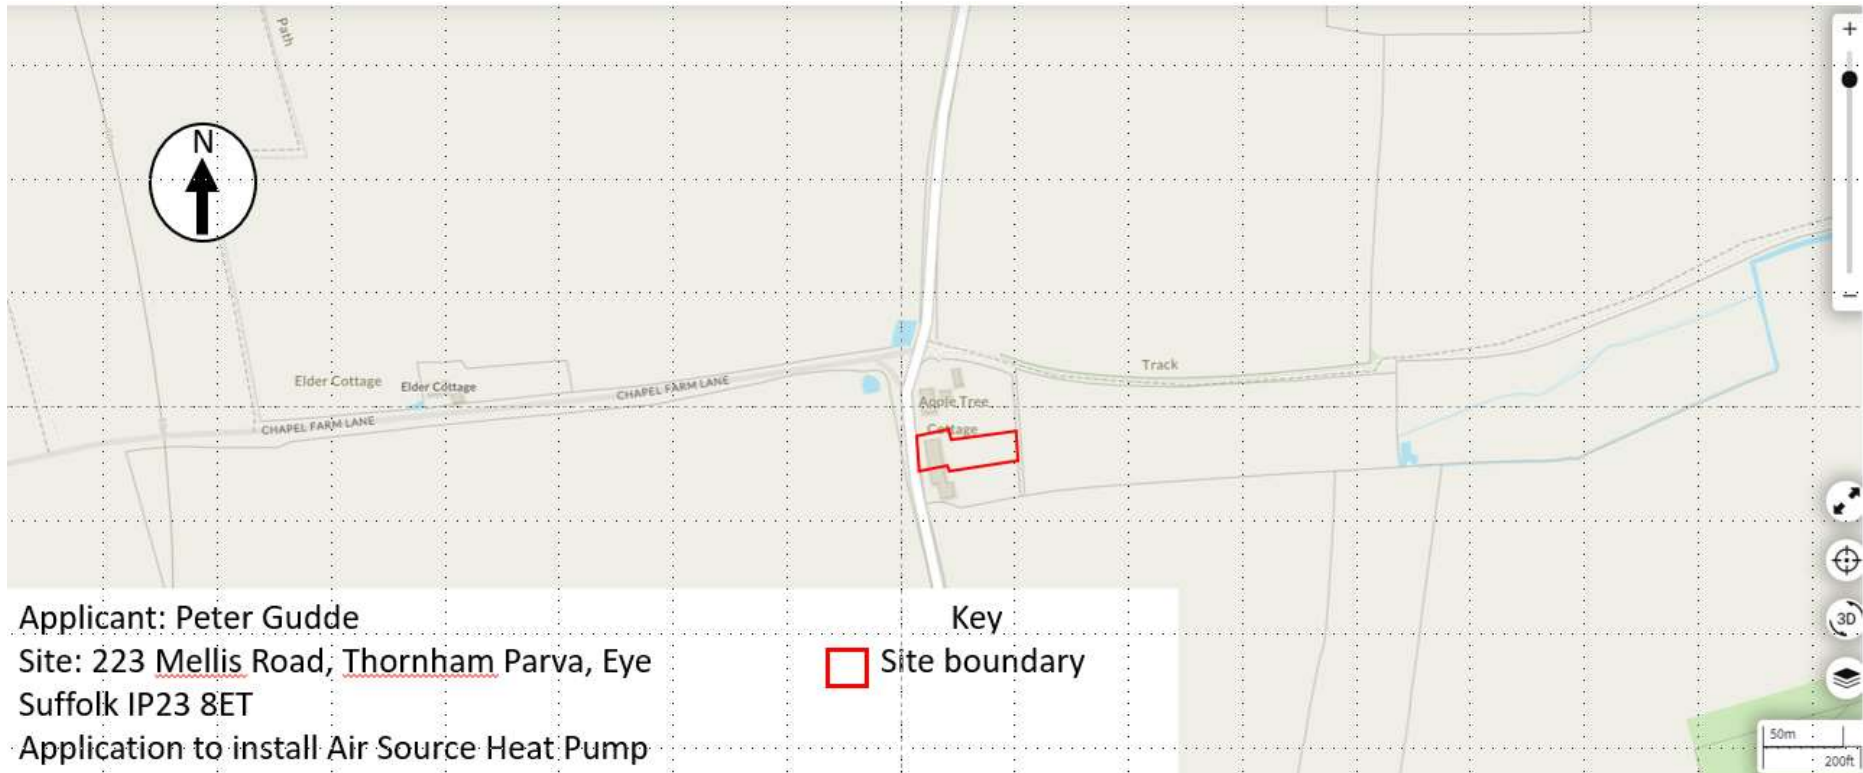 Path
+
N
−
Elder Cottage
Elder Cottage
CHAPEL FARM LANE
CHAPEL FARM LANE
Track
Apple Tree
Cottage
3D
Applicant: Peter Gudde
Site: 223 Mellis Road, Thornham Parva, Eye
Suffolk IP23 8ET
Application to install Air Source Heat Pump
Key
Site boundary
50m
200ft